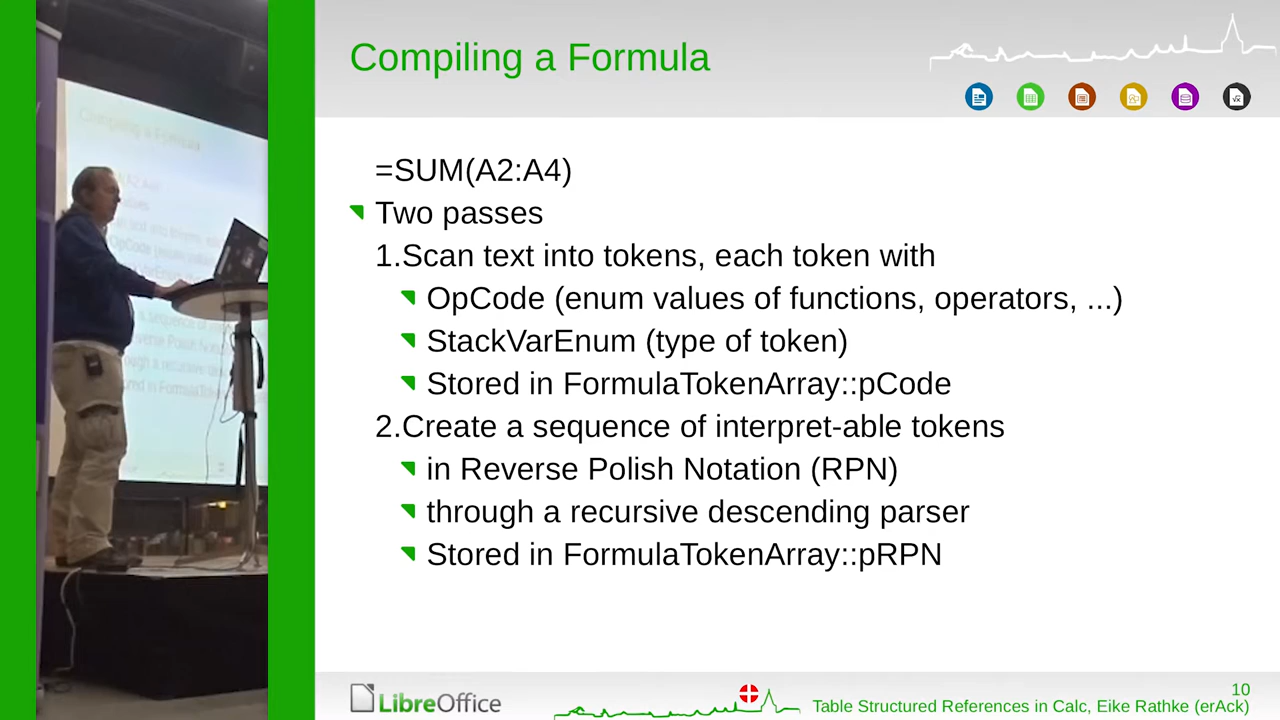 Compiling a Formula
=SUM(A2:A4)
Two passes
1.Scan text into tokens, each token with
OpCode (enum values of functions, operators, ...)
StackVarEnum (type of token)
Stored in FormulaTokenArray::pCode
2.Create a sequence of interpret-able tokens
in Reverse Polish Notation (RPN)
through a recursive descending parser
Stored in FormulaTokenArray::pRPN
LibreOffice
10
Table Structured References in Calc, Eike Rathke (erAck)